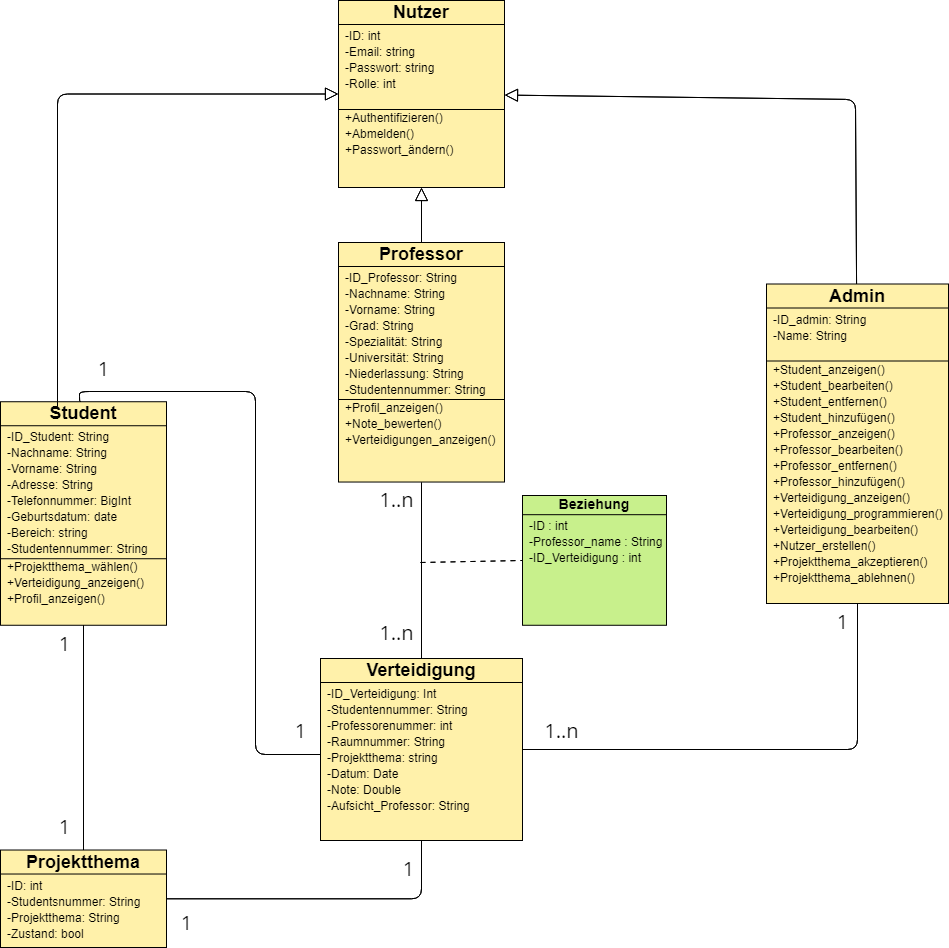 Nutzer
-ID: int
-Email: string
-Passwort: string
-Rolle: int
+Authentifizieren()
+Abmelden()
+Passwort_ändern()
Professor
-ID_Professor: String
-Nachname: String
-Vorname: String
-Grad: String
-Spezialität: String
-Universität: String
-Niederlassung: String
-Studentennummer: String
+Profil_anzeigen()
+Note_bewerten()
+Verteidigungen_anzeigen()
Admin
-ID_admin: String
-Name: String
+Student_anzeigen()
+Student_bearbeiten()
+Student_entfernen()
+Student_hinzufügen()
+Professor_anzeigen()
+Professor_bearbeiten()
+Professor_entfernen()
+Professor_hinzufügen()
+Verteidigung_anzeigen()
+Verteidigung_programmieren()
+Verteidigung_bearbeiten()
+Nutzer_erstellen()
+Projektthema_akzeptieren()
+Projektthema_ablehnen()
1
Student
-ID_Student: String
-Nachname: String
-Vorname: String
-Adresse: String
-Telefonnummer: BigInt
-Geburtsdatum: date
-Bereich: string
-Studentennummer: String
+Projektthema_wählen()
+Verteidigung_anzeigen()
+Profil_anzeigen()
1..n
Beziehung
-ID : int
-Professor_name : String
-ID_Verteidigung : int
1..n
1
1
Verteidigung
-ID_Verteidigung: Int
-Studentennummer: String
-Professorenummer: int
-Raumnummer: String
-Projektthema: string
-Datum: Date
-Note: Double
-Aufsicht_Professor: String
1
1..n
1
1
Projektthema
-ID: int
-Studentsnummer: String
-Projektthema: String
-Zustand: bool
1